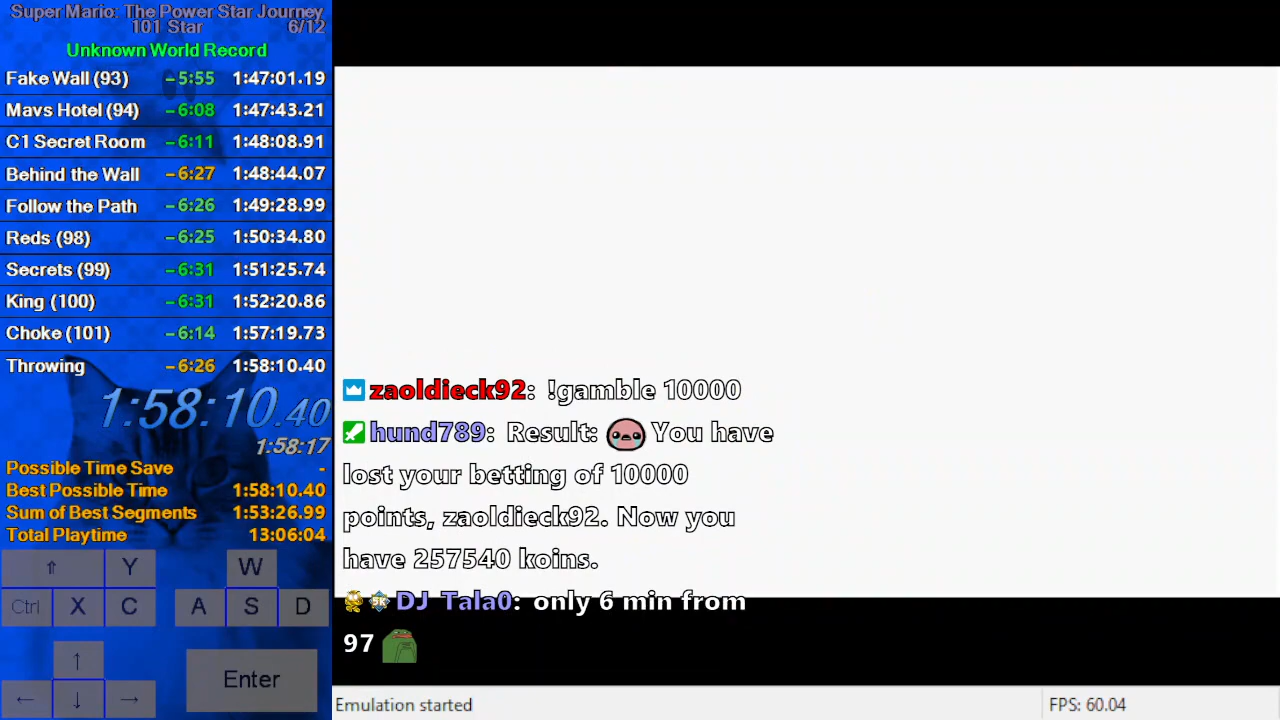 Super Mario: The Power Star Journey
101 Star 6/12
Unknown World Record
Fake Wall (93) -5:55 1:47:01.19
Mavs Hotel (94) -6:08 1:47:43.21
C1 Secret Room -6:11 1:48:08.91
Behind the Wall -6:27 1:48:44.07
Follow the Path -6:26 1:49:28.99
Reds (98) -6:25 1:50:34.80
Secrets (99) -6:31 1:51:25.74
King (100) -6:31 1:52:20.86
Choke (101) -6:14 1:57:19.73
Throwing -6:26 1:58:10.40
1:58:10.40
1:58:17
Possible Time Save -
Best Possible Time 1:58:10.40
Sum of Best Segments 1:53:26.99
Total Playtime 13:06:04
↑ Y W
Ctrl X C A S D
↑
← ↓ → Enter
zaoldieck92: !gamble 10000
hund789: Result: You have
lost your betting of 10000
points, zaoldieck92. Now you
have 257540 koins.
5K DJ_Tala0: only 6 min from
97
Emulation started FPS: 60.04